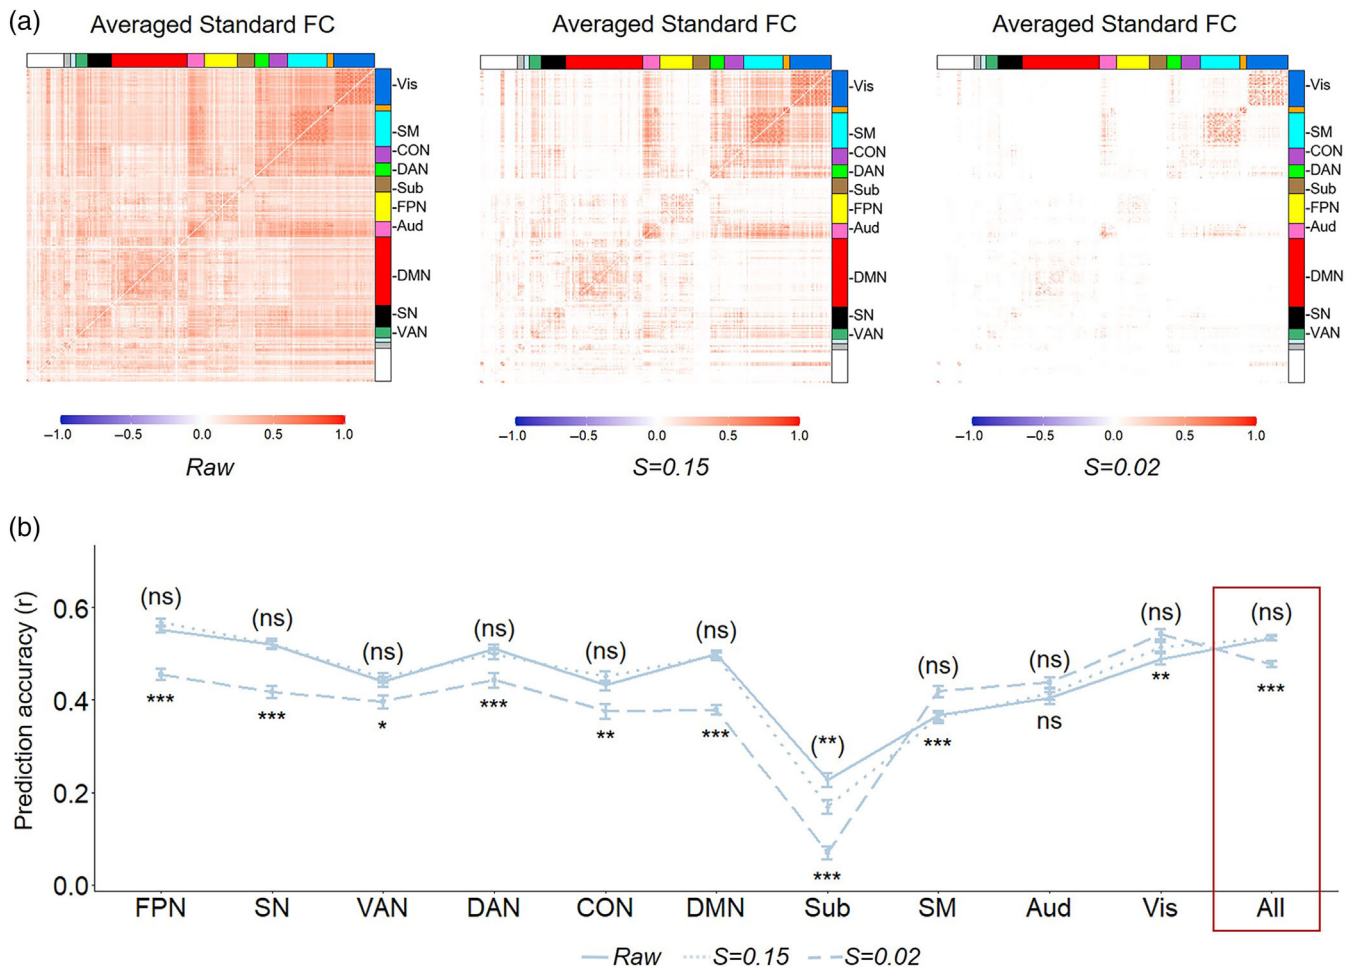 (a)
Averaged Standard FC
-Vis
-SM
-CON
-DAN
-Sub
-FPN
-Aud
-DMN
-SN
-VAN
−1.0 −0.5 0.0 0.5 1.0
Raw
Averaged Standard FC
-Vis
-SM
-CON
-DAN
-Sub
-FPN
-Aud
-DMN
-SN
-VAN
−1.0 −0.5 0.0 0.5 1.0
S=0.15
Averaged Standard FC
-Vis
-SM
-CON
-DAN
-Sub
-FPN
-Aud
-DMN
-SN
-VAN
−1.0 −0.5 0.0 0.5 1.0
S=0.02
(b)
Prediction accuracy (r)
0.6
0.4
0.2
0.0
(ns) (ns) (ns) (ns) (ns) (ns) (**) (ns) (ns) (ns) (ns)
*** *** * *** ** *** *** *** ns ** ***
FPN SN VAN DAN CON DMN Sub SM Aud Vis All
Raw S=0.15 S=0.02